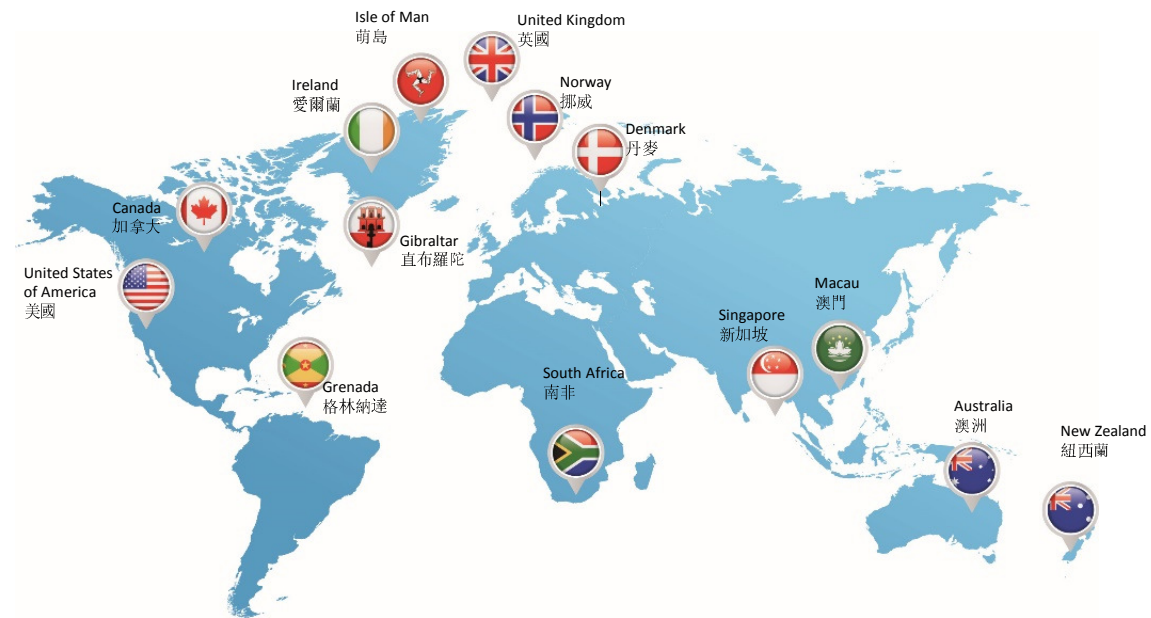 Isle of Man
萌島
United Kingdom
英國
Ireland
愛爾蘭
Norway
挪威
Denmark
丹麥
Canada
加拿大
Gibraltar
直布羅陀
United States
of America
美國
Macau
澳門
Singapore
新加坡
Grenada
格林納達
South Africa
南非
Australia
澳洲
New Zealand
紐西蘭